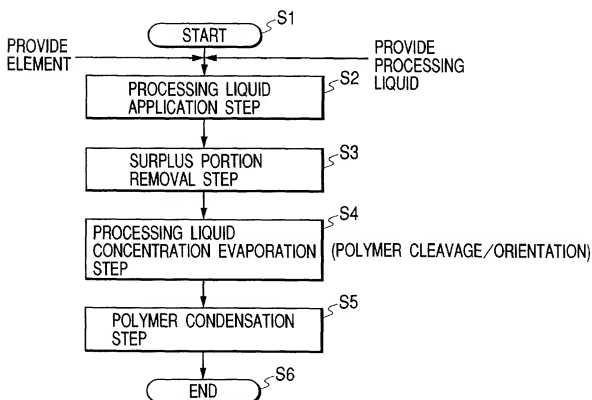 S1
START
PROVIDE
ELEMENT
PROVIDE
PROCESSING
LIQUID
S2
PROCESSING LIQUID
APPLICATION STEP
S3
SURPLUS PORTION
REMOVAL STEP
S4
PROCESSING LIQUID
CONCENTRATION EVAPORATION
STEP
(POLYMER CLEAVAGE/ORIENTATION)
S5
POLYMER CONDENSATION
STEP
S6
END